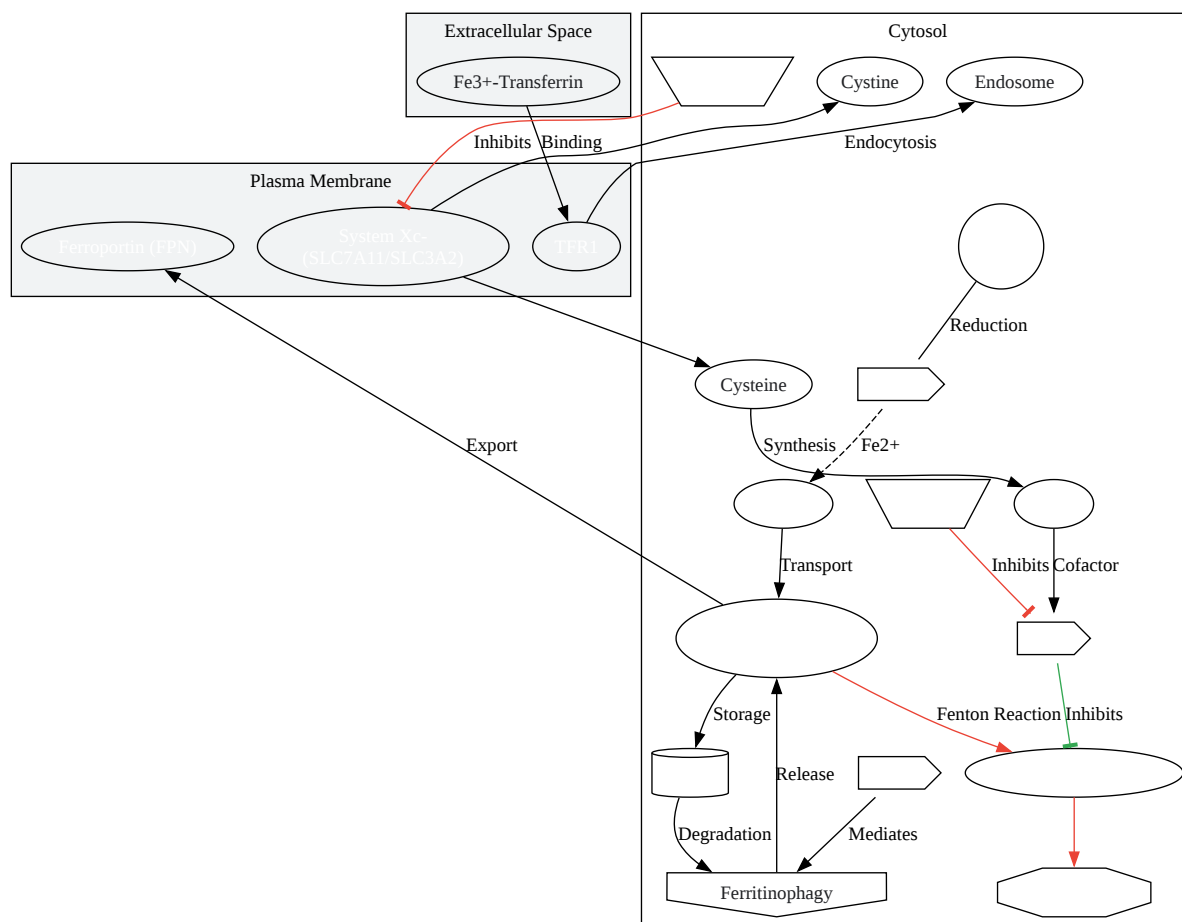 Extracellular Space
Cytosol
Fe3+-Transferrin
Cystine
Endosome
Inhibits
Binding
Endocytosis
Plasma Membrane
Ferroportin (FPN)
System Xc-
(SLC7A11/SLC3A2)
TFR1
Reduction
Cysteine
Export
Synthesis
Fe2+
Transport
Inhibits
Cofactor
Storage
Fenton Reaction
Inhibits
Release
Degradation
Mediates
Ferritinophagy